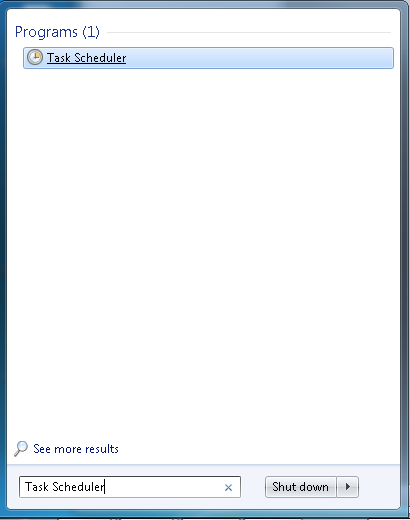 Programs (1)
Task Scheduler
See more results
Task Scheduler
Shut down